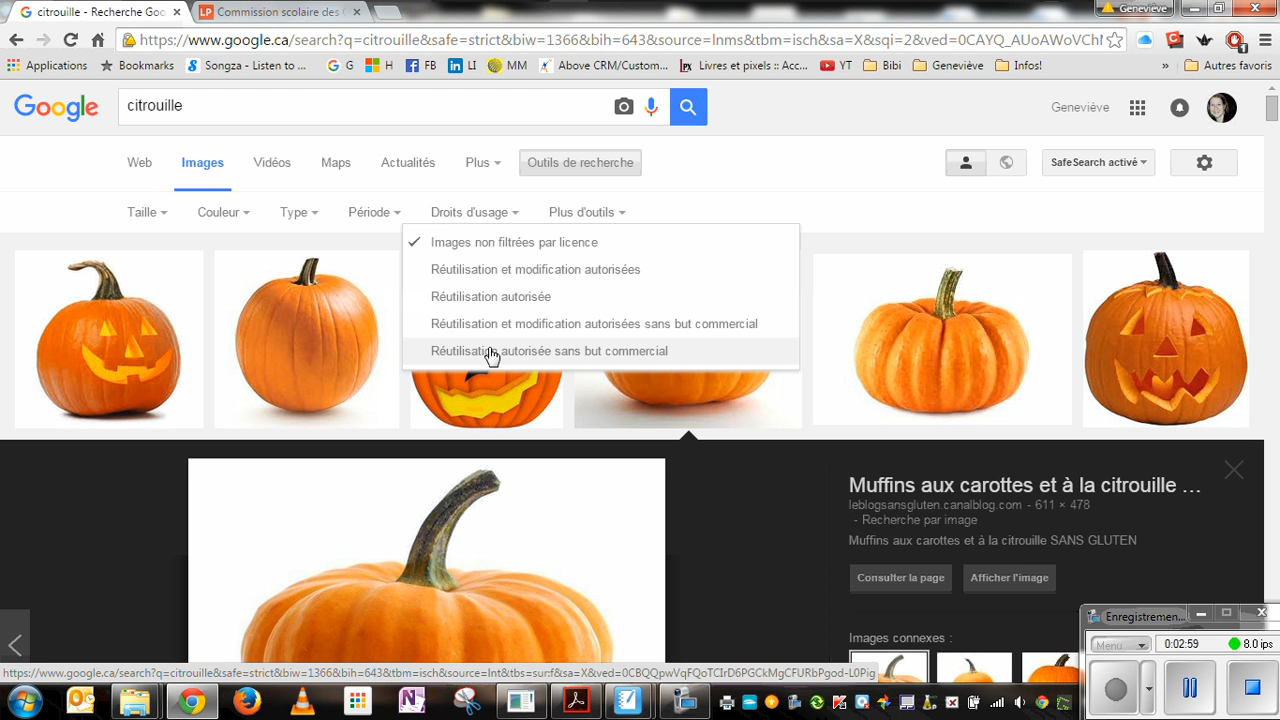 citrouille - Recherche Goo
Commission scolaire des
Geneviève
https://www.google.ca/search?q=citrouille&safe=strict&biw=1366&bih=643&source=lnms&tbm=isch&sa=X&sqi=2&ved=0CAYQ_AUoAWoVCh
Applications
Bookmarks
Songza - Listen to ...
G
H
FB
LI
MM
Above CRM/Custom...
Livres et pixels :: Acc...
YT
Bibi
Geneviève
Infos!
»
Autres favoris
Google
citrouille
Geneviève
Web
Images
Vidéos
Maps
Actualités
Plus
Outils de recherche
SafeSearch activé
Taille
Couleur
Type
Période
Droits d'usage
Plus d'outils
Images non filtrées par licence
Réutilisation et modification autorisées
Réutilisation autorisée
Réutilisation et modification autorisées sans but commercial
Réutilisation autorisée sans but commercial
Muffins aux carottes et à la citrouille ...
leblogsansgluten.canalblog.com - 611 × 478
- Recherche par image
Muffins aux carottes et à la citrouille SANS GLUTEN
Consulter la page
Afficher l'image
Images connexes :
Enregistremen...
Menu
0:02:59
8.0 ips
https://www.google.ca/search?q=citrouille&safe=strict&biw=1366&bih=643&tbm=isch&source=lnt&tbs=surf&sa=X&ved=0CBQQpwVqFQoTCIrD6PGCkMgCFURbPgod-L0Pig